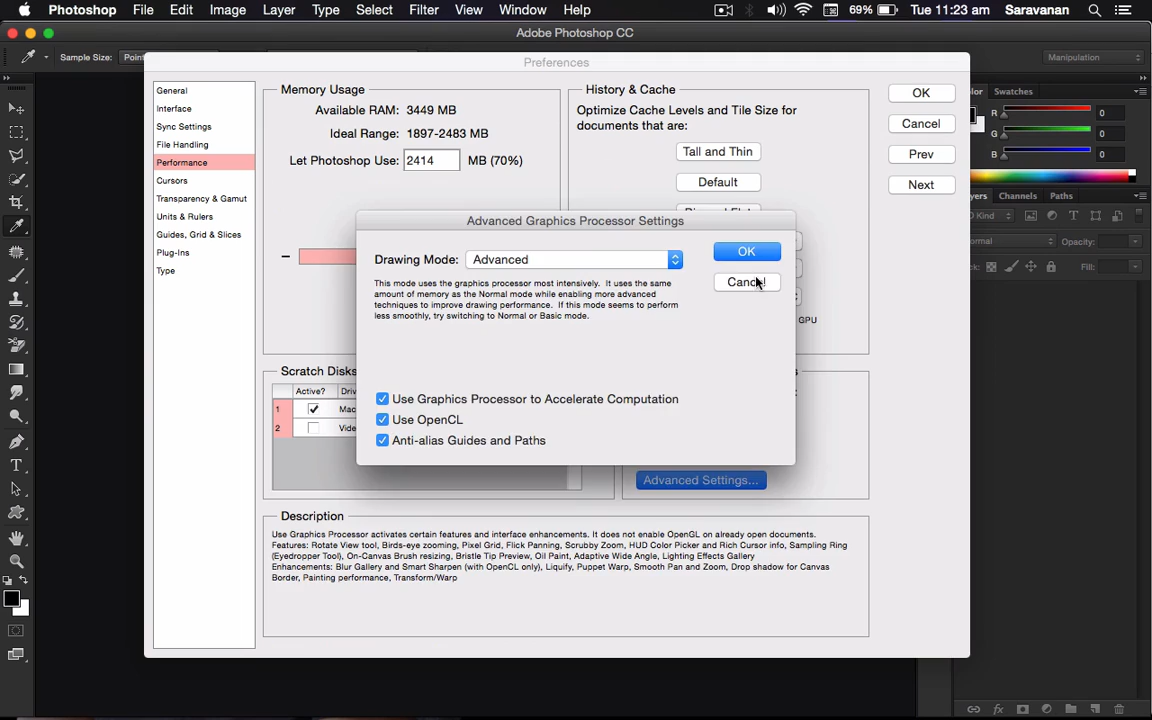 Photoshop File Edit Image Layer Type Select Filter View Window Help 69% Tue 11:23 am Saravanan
Adobe Photoshop CC
Sample Size:
Manipulation
Preferences
General
Interface
Sync Settings
File Handling
Performance
Cursors
Transparency & Gamut
Units & Rulers
Guides, Grid & Slices
Plug-Ins
Type
Memory Usage
Available RAM: 3449 MB
Ideal Range: 1897-2483 MB
Let Photoshop Use: 2414 MB (70%)
History & Cache
Optimize Cache Levels and Tile Size for
documents that are:
Tall and Thin
Default
OK
Cancel
Prev
Next
Swatches
R 0
G 0
B 0
Channels Paths
Kind
Opacity:
Fill:
Advanced Graphics Processor Settings
Drawing Mode: Advanced
OK
Cancel
This mode uses the graphics processor most intensively. It uses the same
amount of memory as the Normal mode while enabling more advanced
techniques to improve drawing performance. If this mode seems to perform
less smoothly, try switching to Normal or Basic mode.
Use Graphics Processor to Accelerate Computation
Use OpenCL
Anti-alias Guides and Paths
GPU
Scratch Disks
Active?
1
2
Advanced Settings...
Description
Use Graphics Processor activates certain features and interface enhancements. It does not enable OpenGL on already open documents.
Features: Rotate View tool, Birds-eye zooming, Pixel Grid, Flick Panning, Scrubby Zoom, HUD Color Picker and Rich Cursor info, Sampling Ring
(Eyedropper Tool), On-Canvas Brush resizing, Bristle Tip Preview, Oil Paint, Adaptive Wide Angle, Lighting Effects Gallery
Enhancements: Blur Gallery and Smart Sharpen (with OpenCL only), Liquify, Puppet Warp, Smooth Pan and Zoom, Drop shadow for Canvas
Border, Painting performance, Transform/Warp